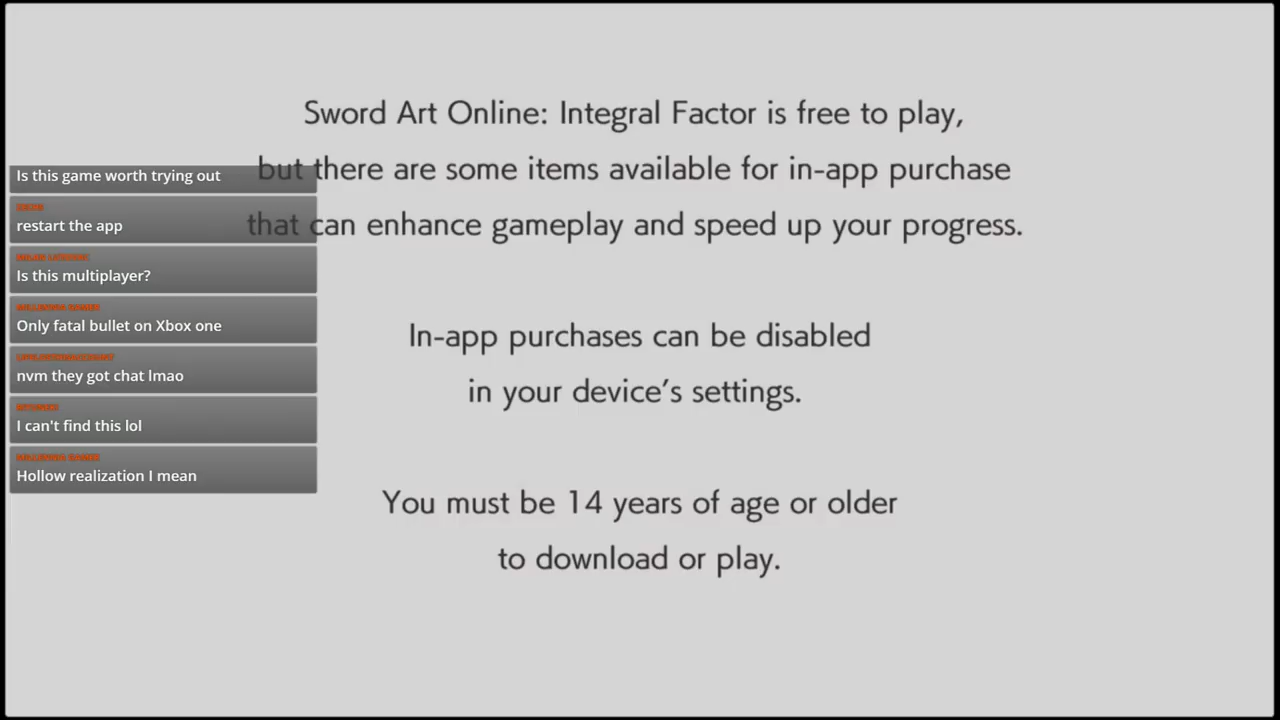 Sword Art Online: Integral Factor is free to play,
but there are some items available for in-app purchase
that can enhance gameplay and speed up your progress.
In-app purchases can be disabled
in your device's settings.
You must be 14 years of age or older
to download or play.
Is this game worth trying out
restart the app
Is this multiplayer?
MILLENNIA GAMER
Only fatal bullet on Xbox one
nvm they got chat lmao
I can't find this lol
MILLENNIA GAMER
Hollow realization I mean